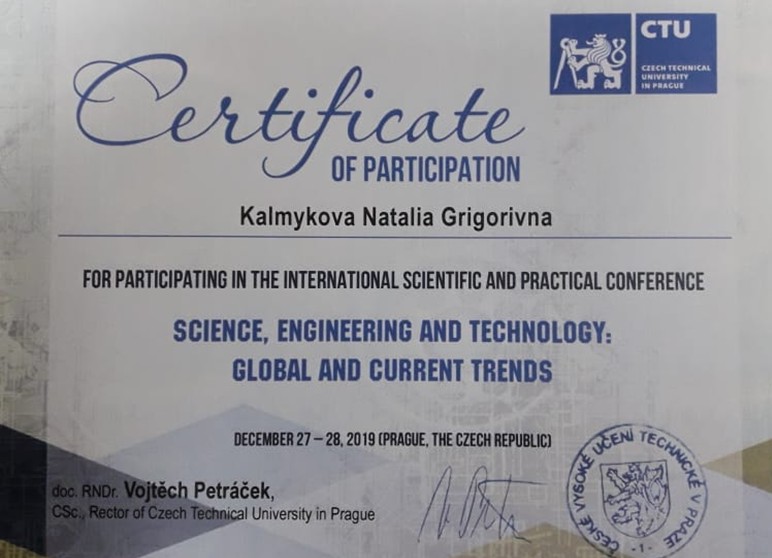 CTU
CZECH TECHNICAL
UNIVERSITY
IN PRAGUE
Certificate
OF PARTICIPATION
Kalmykova Natalia Grigorivna
FOR PARTICIPATING IN THE INTERNATIONAL SCIENTIFIC AND PRACTICAL CONFERENCE
SCIENCE, ENGINEERING AND TECHNOLOGY:
GLOBAL AND CURRENT TRENDS
DECEMBER 27 – 28, 2019 (PRAGUE, THE CZECH REPUBLIC)
doc. RNDr. Vojtěch Petráček,
CSc., Rector of Czech Technical University in Prague
ČESKÉ VYSOKÉ UČENÍ TECHNICKÉ V PRAZE
- 1 -